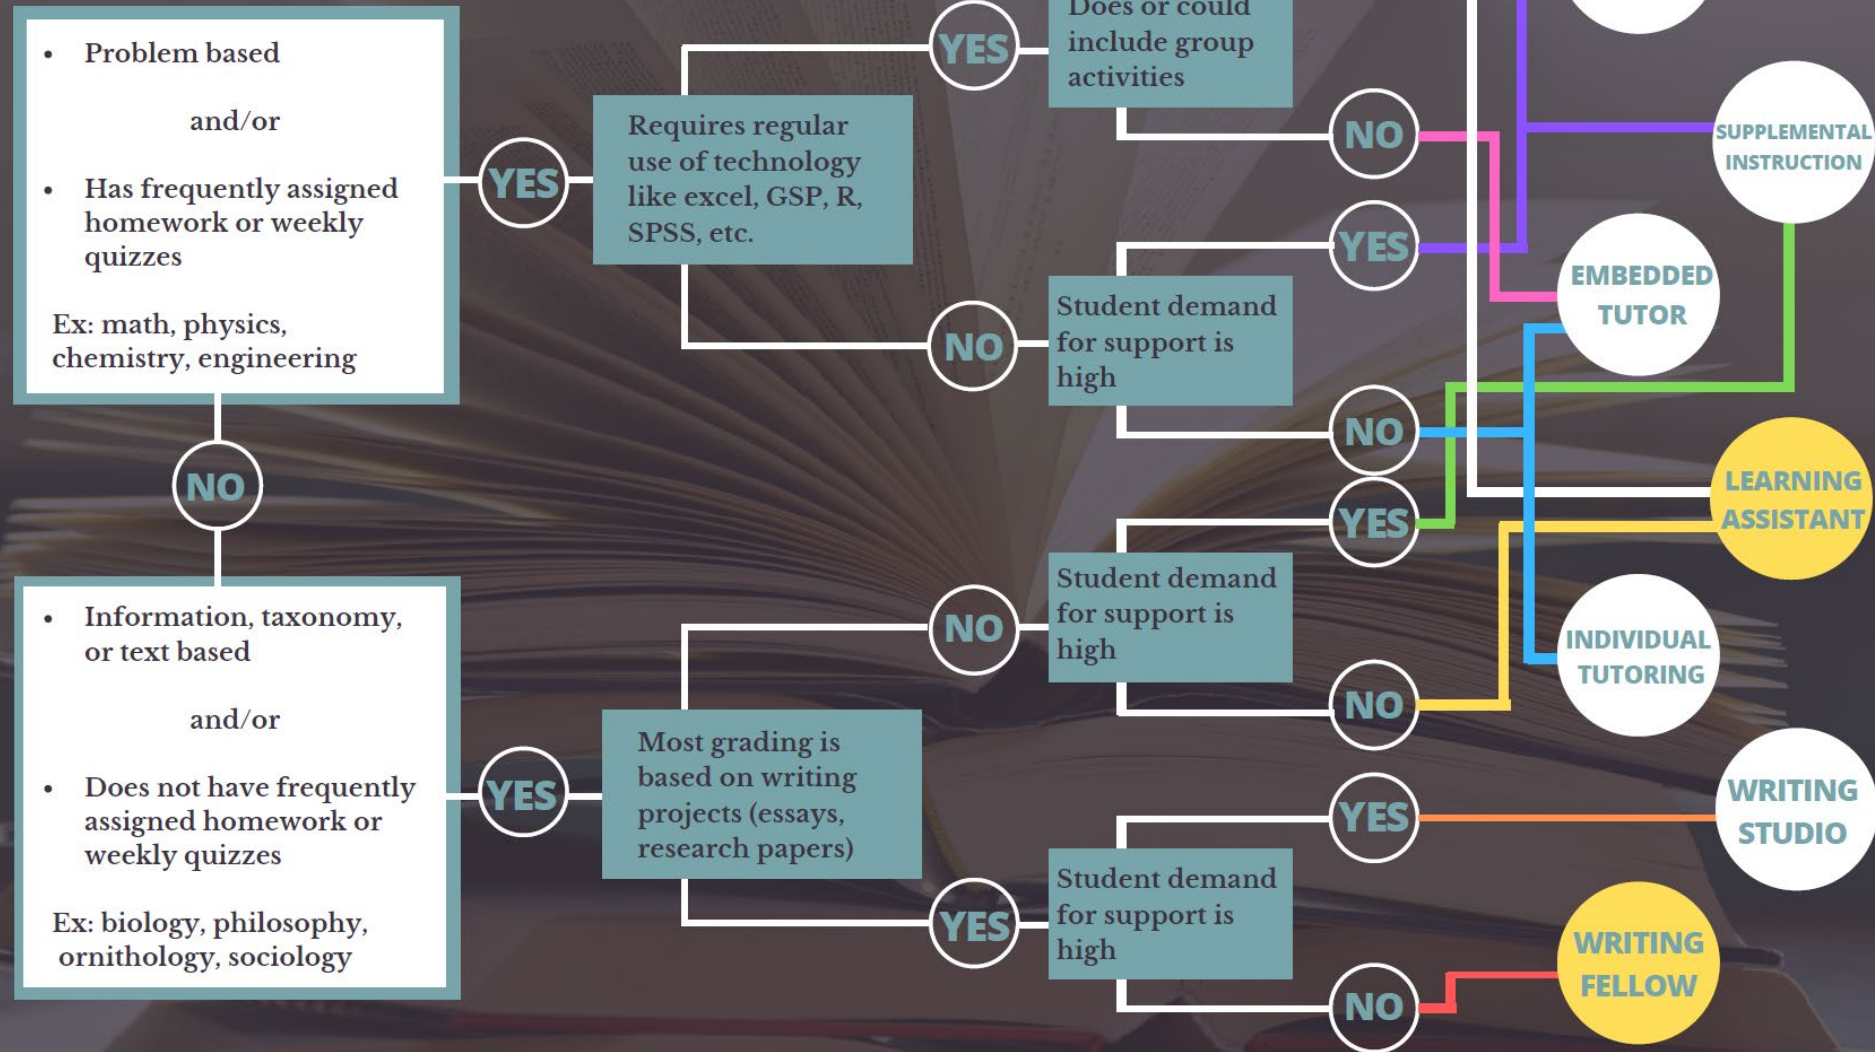 • Problem based
and/or
• Has frequently assigned
homework or weekly
quizzes
Ex: math, physics,
chemistry, engineering
YES
Requires regular
use of technology
like excel, GSP, R,
SPSS, etc.
YES
Does or could
include group
activities
NO
NO
Student demand
for support is
high
YES
NO
NO
• Information, taxonomy,
or text based
and/or
• Does not have frequently
assigned homework or
weekly quizzes
Ex: biology, philosophy,
ornithology, sociology
YES
Most grading is
based on writing
projects (essays,
research papers)
NO
Student demand
for support is
high
YES
NO
YES
Student demand
for support is
high
YES
NO
SUPPLEMENTAL
INSTRUCTION
EMBEDDED
TUTOR
LEARNING
ASSISTANT
INDIVIDUAL
TUTORING
WRITING
STUDIO
WRITING
FELLOW